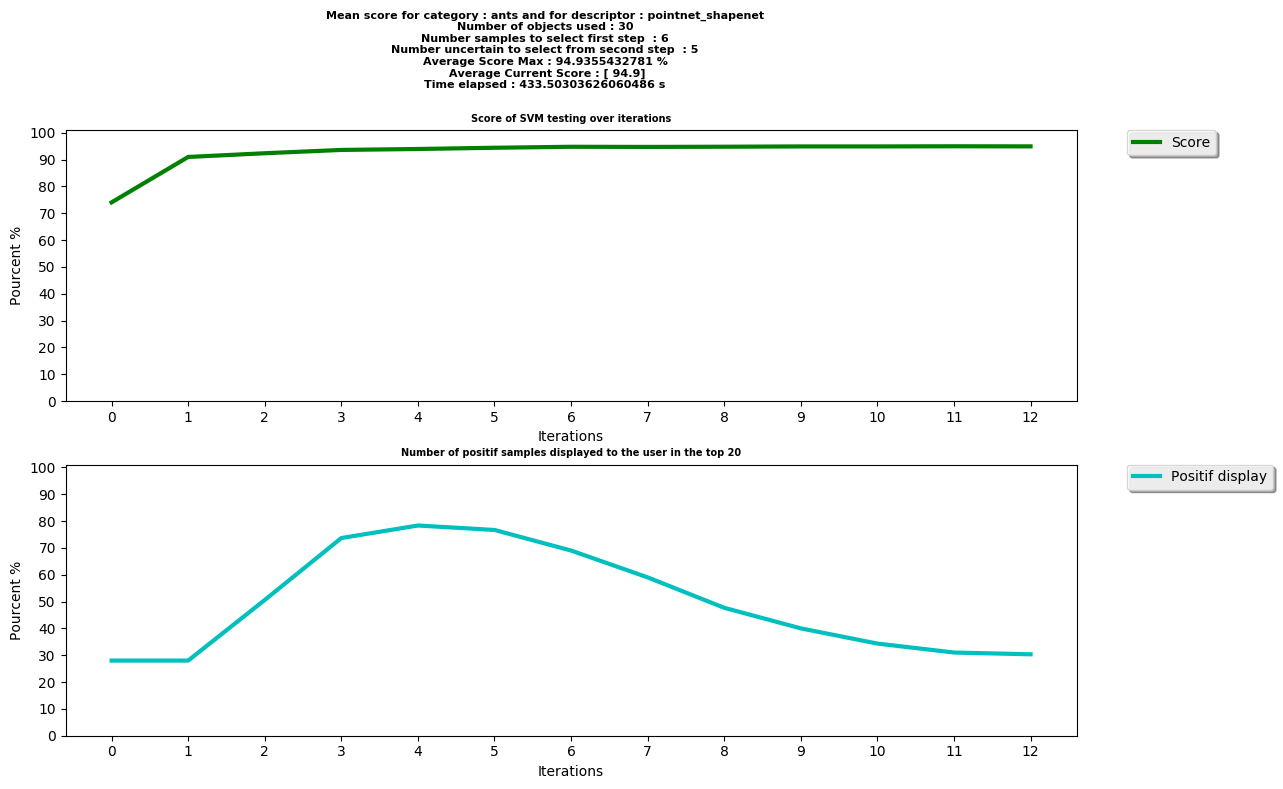 Mean score for category : ants and for descriptor : pointnet_shapenet
Number of objects used : 30
Number samples to select first step  : 6
Number uncertain to select from second step  : 5
Average Score Max : 94.9355432781 %
Average Current Score : [ 94.9]
Time elapsed : 433.50303626060486 s
Score of SVM testing over iterations
100
90
80
70
60
50
40
30
20
10
0
Pourcent %
0 1 2 3 4 5 6 7 8 9 10 11 12
Iterations
Score
Number of positif samples displayed to the user in the top 20
100
90
80
70
60
50
40
30
20
10
0
Pourcent %
0 1 2 3 4 5 6 7 8 9 10 11 12
Iterations
Positif display